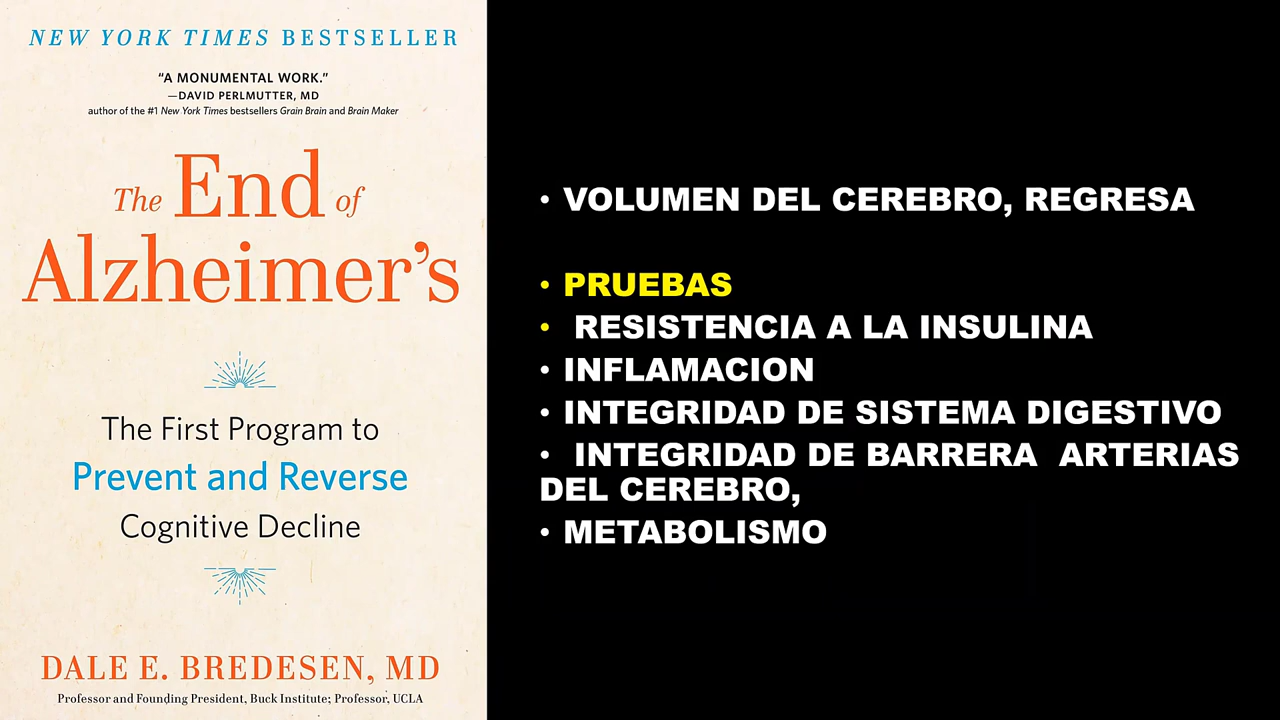 NEW YORK TIMES BESTSELLER
“A MONUMENTAL WORK.”
—DAVID PERLMUTTER, MD
author of the #1 New York Times bestsellers Grain Brain and Brain Maker
The End of
Alzheimer’s
The First Program to
Prevent and Reverse
Cognitive Decline
DALE E. BREDESEN, MD
Professor and Founding President, Buck Institute; Professor, UCLA
• VOLUMEN DEL CEREBRO, REGRESA
• PRUEBAS
• RESISTENCIA A LA INSULINA
• INFLAMACION
• INTEGRIDAD DE SISTEMA DIGESTIVO
• INTEGRIDAD DE BARRERA ARTERIAS
DEL CEREBRO,
• METABOLISMO